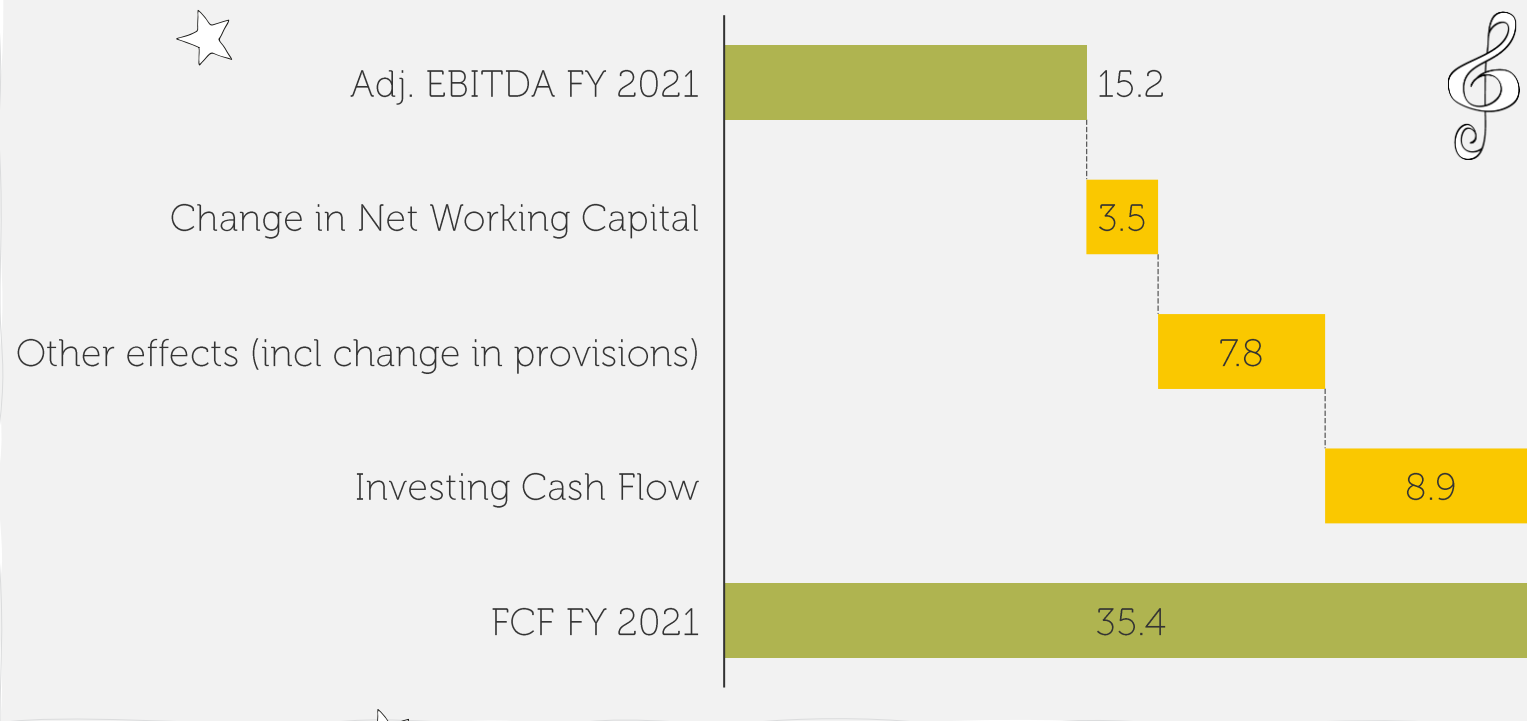 Adj. EBITDA FY 2021 15.2
Change in Net Working Capital 3.5
Other effects (incl change in provisions) 7.8
Investing Cash Flow 8.9
FCF FY 2021 35.4